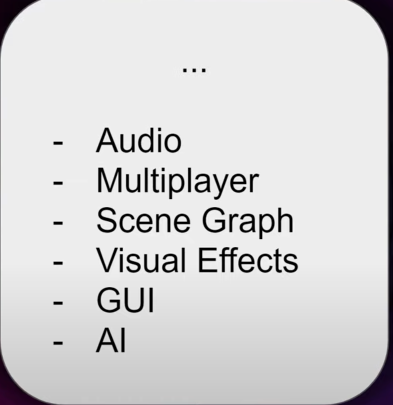 ...
- Audio
- Multiplayer
- Scene Graph
- Visual Effects
- GUI
- AI